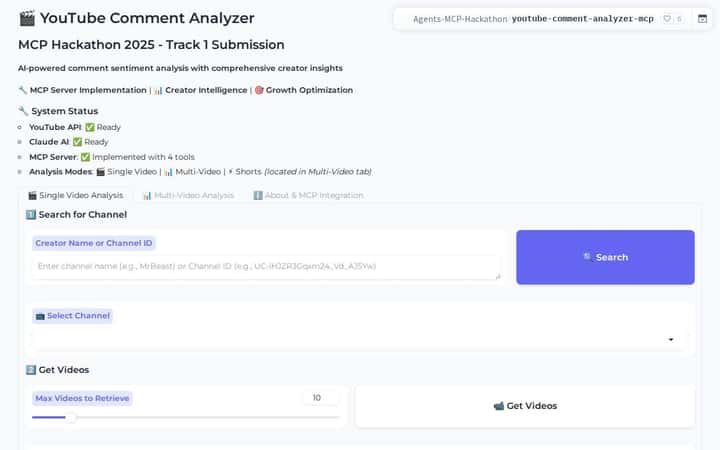 🎬 YouTube Comment Analyzer
Agents-MCP-Hackathon youtube-comment-analyzer-mcp 6
MCP Hackathon 2025 - Track 1 Submission
AI-powered comment sentiment analysis with comprehensive creator insights
🔧 MCP Server Implementation | 📊 Creator Intelligence | 🎯 Growth Optimization
🔧 System Status
YouTube API: ✅ Ready
Claude AI: ✅ Ready
MCP Server: ✅ Implemented with 4 tools
Analysis Modes: 🎬 Single Video | 📊 Multi-Video | ⚡ Shorts (located in Multi-Video tab)
🎬 Single Video Analysis 📊 Multi-Video Analysis ℹ️ About & MCP Integration
1️⃣ Search for Channel
Creator Name or Channel ID
Enter channel name (e.g., MrBeast) or Channel ID
🔍 Search
📺 Select Channel
2️⃣ Get Videos
Max Videos to Retrieve 10
📹 Get Videos